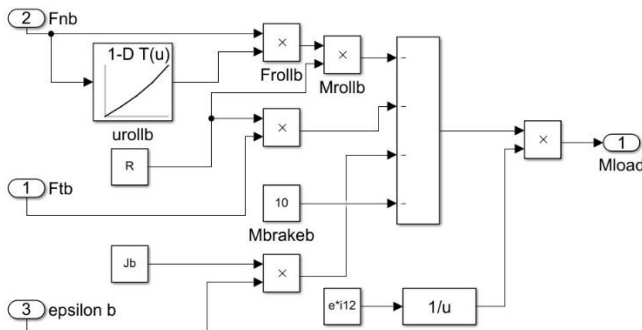 2
Fnb
1-D T(u)
×
Frollb
×
Mrollb
urollb
R
×
1
Ftb
10
Mbrakeb
Jb
×
3
epsilon b
e*i12
1/u
−
−
−
−
×
1
Mload